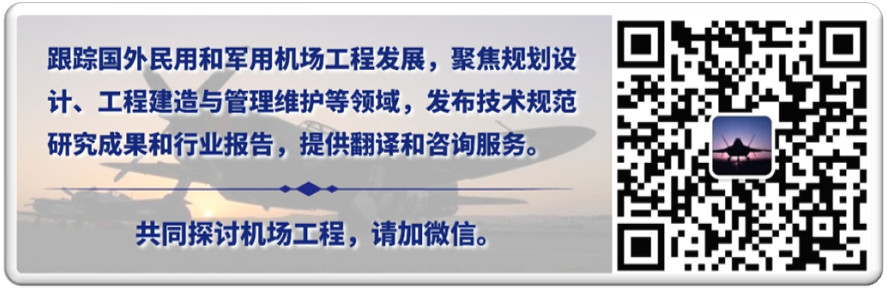 跟踪国外民用和军用机场工程发展，聚焦规划设
计、工程建造与管理维护等领域，发布技术规范
研究成果和行业报告，提供翻译和咨询服务。
共同探讨机场工程，请加微信。